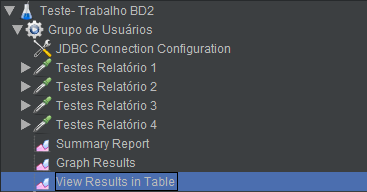 Teste- Trabalho BD2
Grupo de Usuários
JDBC Connection Configuration
Testes Relatório 1
Testes Relatório 2
Testes Relatório 3
Testes Relatório 4
Summary Report
Graph Results
View Results in Table